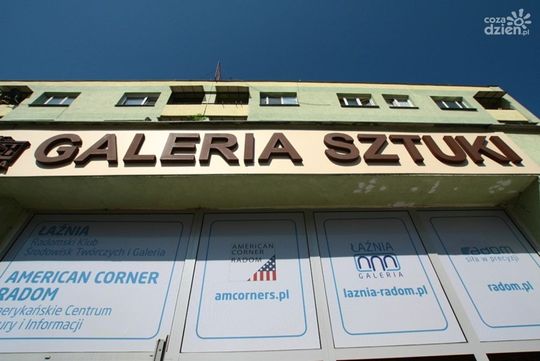 coza
dzien.pl
GALERIA SZTUKI
ŁAŹNIA
Radomski Klub
Środowisk Twórczych i Galeria
AMERICAN CORNER
RADOM
erykańskie Centrum
ury i Informacji
AMERICAN
CORNER
RADOM
amcorners.pl
ŁAŹNIA
GALERIA
laznia-radom.pl
radom
siła w precyzji
radom.pl